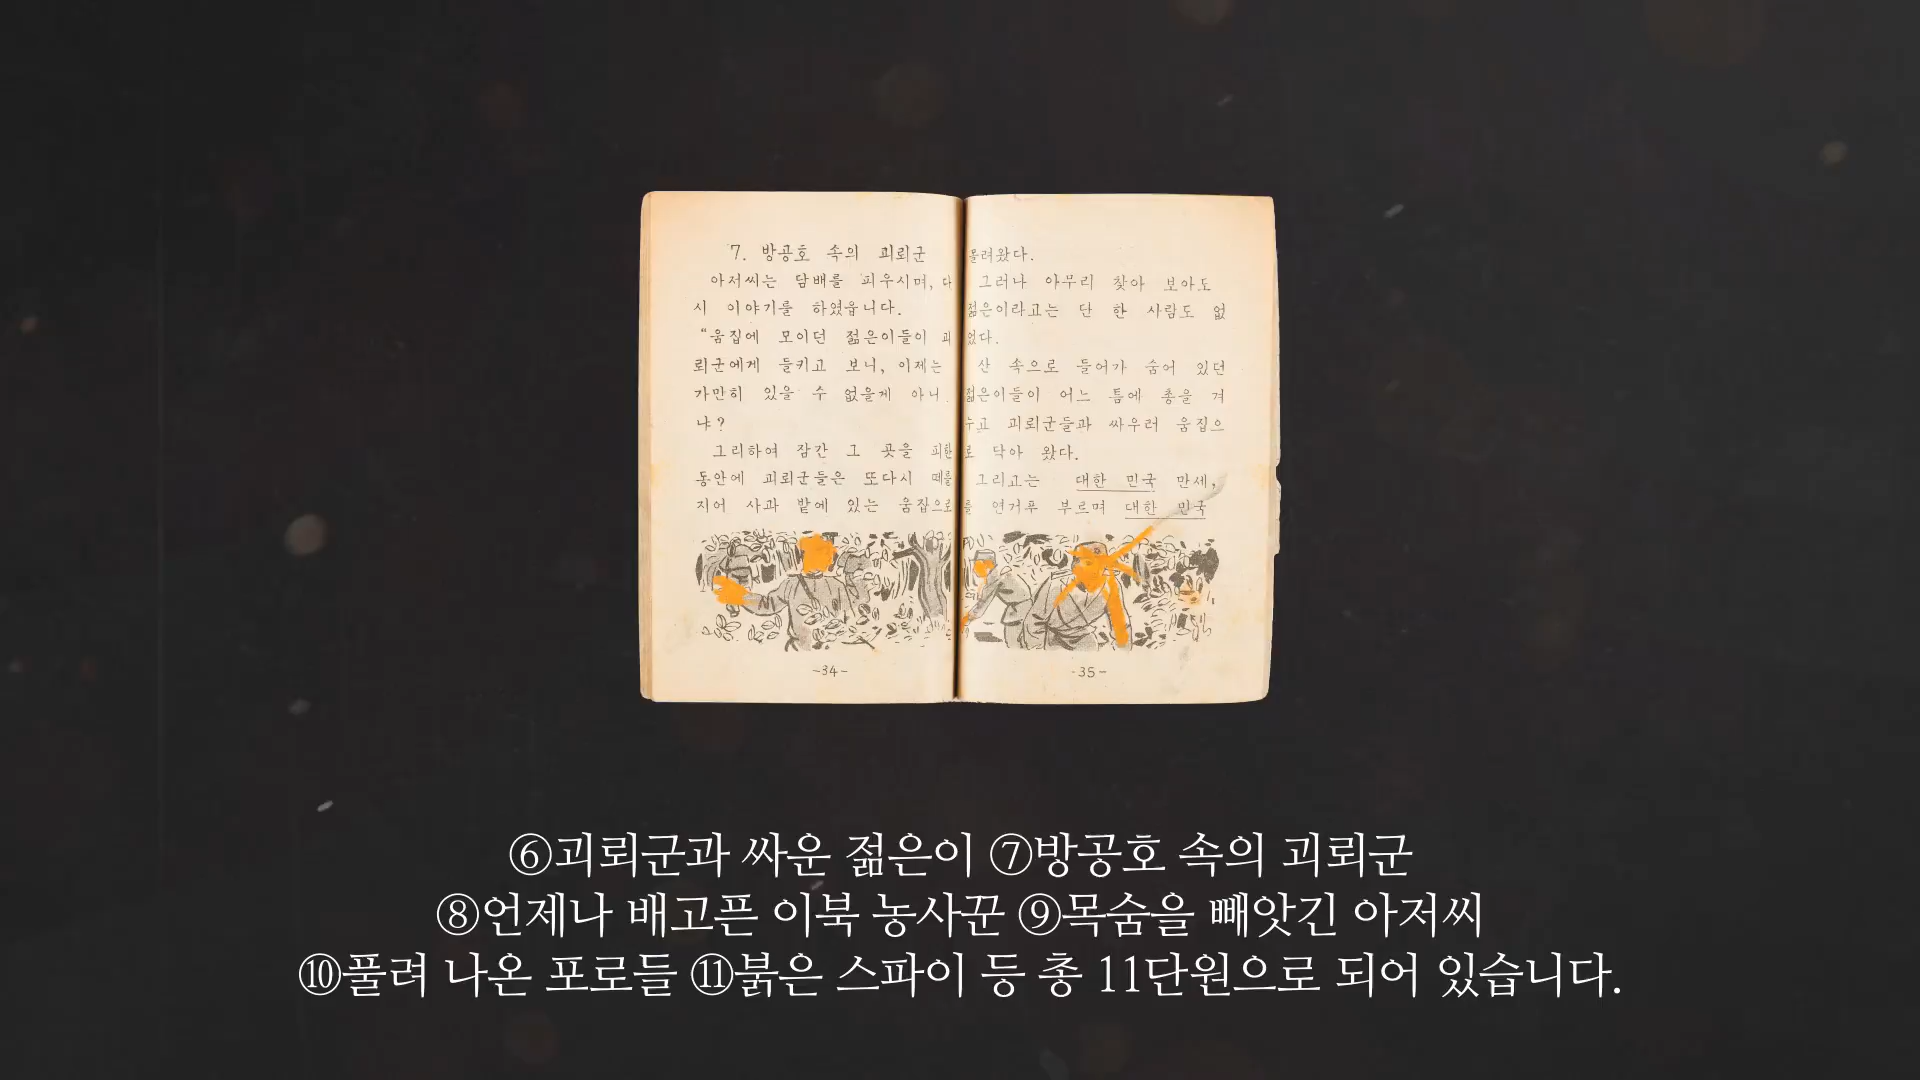 7. 방공호 속의 괴뢰군
아저씨는 담배를 피우시며, 다
시 이야기를 하였읍니다.
“움집에 모이던 젊은이들이 괴
뢰군에게 들키고 보니, 이제는
가만히 있을 수 없을게 아니
냐?
그리하여 잠간 그 곳을 피한
동안에 괴뢰군들은 또다시 떼를
지어 사과 밭에 있는 움집으로
-34-
몰려왔다.
그러나 아무리 찾아 보아도
젊은이라고는 단 한 사람도 없
었다.
산 속으로 들어가 숨어 있던
젊은이들이 어느 틈에 총을 겨
누고 괴뢰군들과 싸우러 움집으
로 닥아 왔다.
그리고는 대한 민국 만세,
를 연거푸 부르며 대한 민국
-35-
⑥괴뢰군과 싸운 젊은이 ⑦방공호 속의 괴뢰군
⑧언제나 배고픈 이북 농사꾼 ⑨목숨을 빼앗긴 아저씨
⑩풀려 나온 포로들 ⑪붉은 스파이 등 총 11단원으로 되어 있습니다.